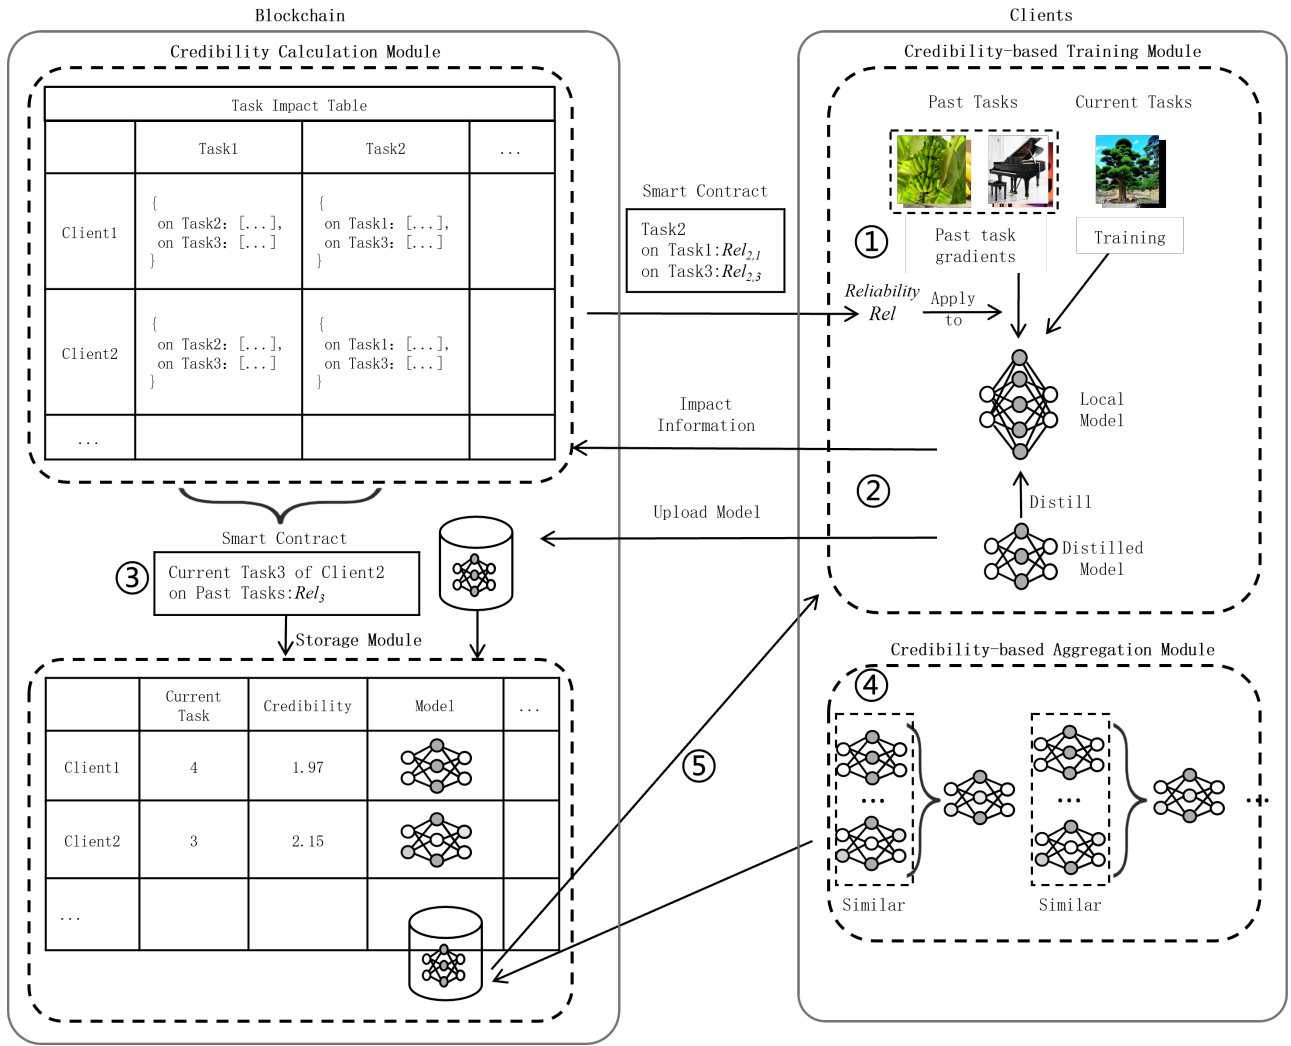 Blockchain
Credibility Calculation Module
Task Impact Table
Task1
Task2
...
Client1
{
on Task2: [...],
on Task3: [...]
}
{
on Task1: [...],
on Task3: [...]
}
Client2
{
on Task2: [...],
on Task3: [...]
}
{
on Task1: [...],
on Task3: [...]
}
...
Smart Contract
Task2
on Task1:Rel2,1
on Task3:Rel2,3
Impact
Information
Upload Model
Smart Contract
③
Current Task3 of Client2
on Past Tasks:Rel3
Storage Module
Current
Task
Credibility
Model
...
Client1
4
1.97
Client2
3
2.15
...
⑤
Clients
Credibility-based Training Module
Past Tasks
Current Tasks
①
Past task
gradients
Training
Reliability
Rel
Apply
to
Local
Model
②
Distill
Distilled
Model
Credibility-based Aggregation Module
④
...
...
...
Similar
Similar